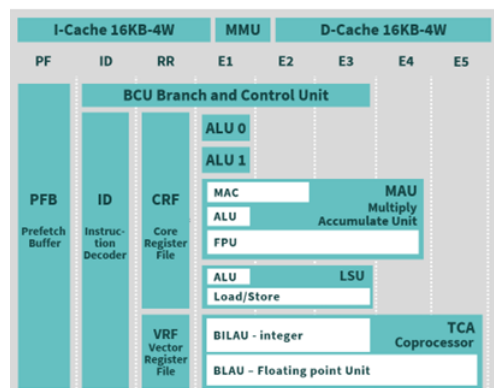 I-Cache 16KB-4W
MMU
D-Cache 16KB-4W
PF
ID
RR
E1
E2
E3
E4
E5
BCU Branch and Control Unit
ALU 0
ALU 1
PFB
Prefetch
Buffer
ID
Instruc-
tion
Decoder
CRF
Core
Register
File
MAC
MAU
Multiply
Accumulate Unit
ALU
FPU
ALU
LSU
Load/Store
VRF
Vector
Register
File
BILAU - integer
TCA
Coprocessor
BLAU – Floating point Unit